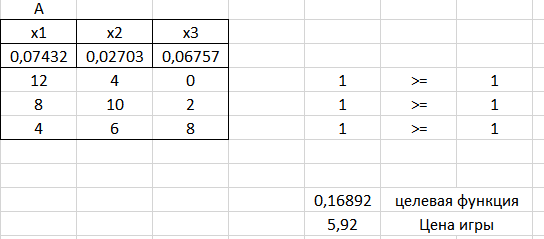 A
x1 x2 x3
0,07432 0,02703 0,06757
12 4 0 1 >= 1
8 10 2 1 >= 1
4 6 8 1 >= 1
0,16892 целевая функция
5,92 Цена игры